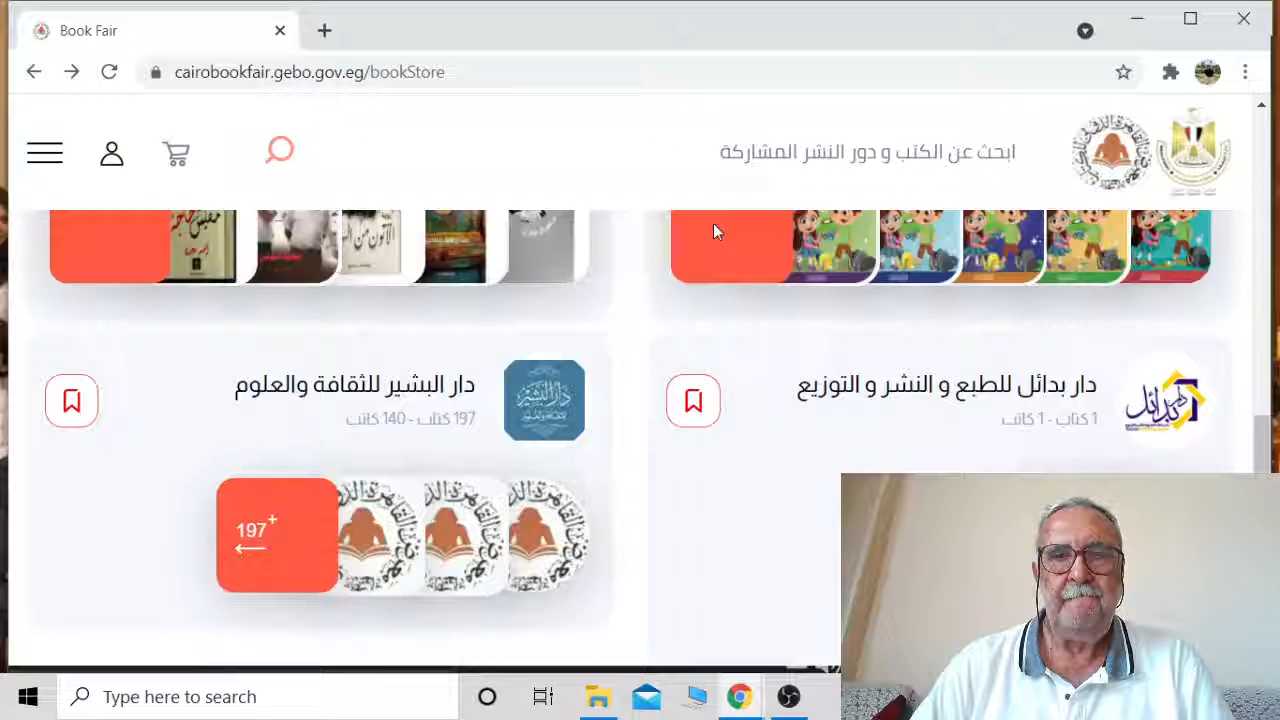 Book Fair
cairobookfair.gebo.gov.eg/bookStore
ابحث عن الكتب و دور النشر المشاركة
دار بدائل للطبع و النشر و التوزيع
1 كتاب - 1 كاتب
دار البشير للثقافة والعلوم
197 كتاب - 140 كاتب
197+
Type here to search